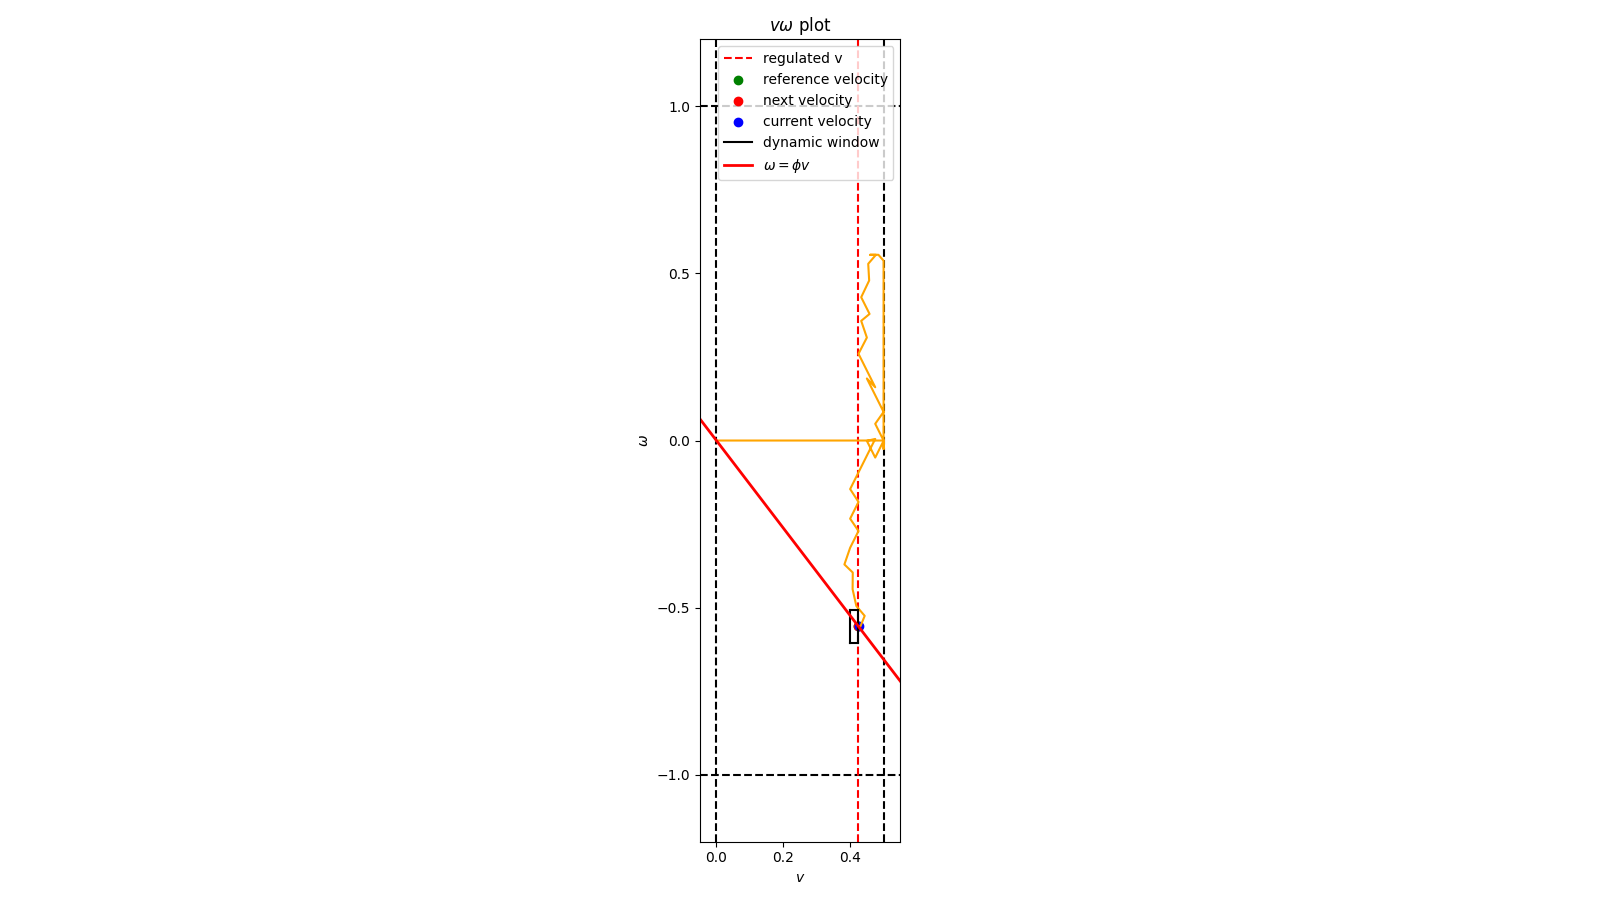 vω plot
regulated v
reference velocity
next velocity
current velocity
dynamic window
ω = ϕv
1.0
0.5
0.0
−0.5
−1.0
ω
0.0 0.2 0.4
v